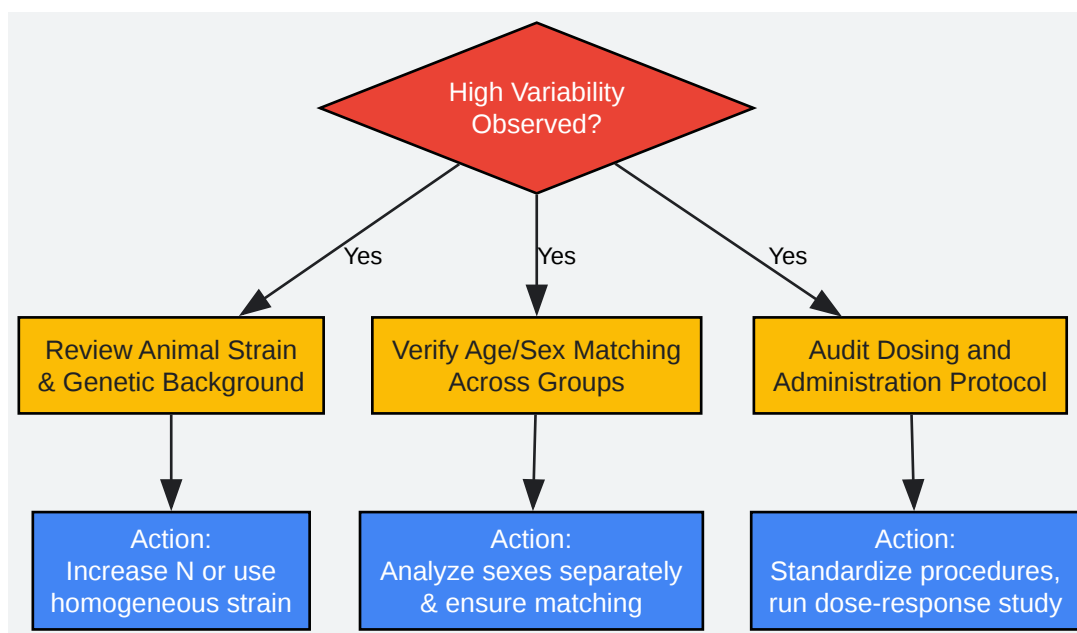 High Variability
Observed?
Yes
Yes
Yes
Review Animal Strain
& Genetic Background
Verify Age/Sex Matching
Across Groups
Audit Dosing and
Administration Protocol
Action:
Increase N or use
homogeneous strain
Action:
Analyze sexes separately
& ensure matching
Action:
Standardize procedures,
run dose-response study